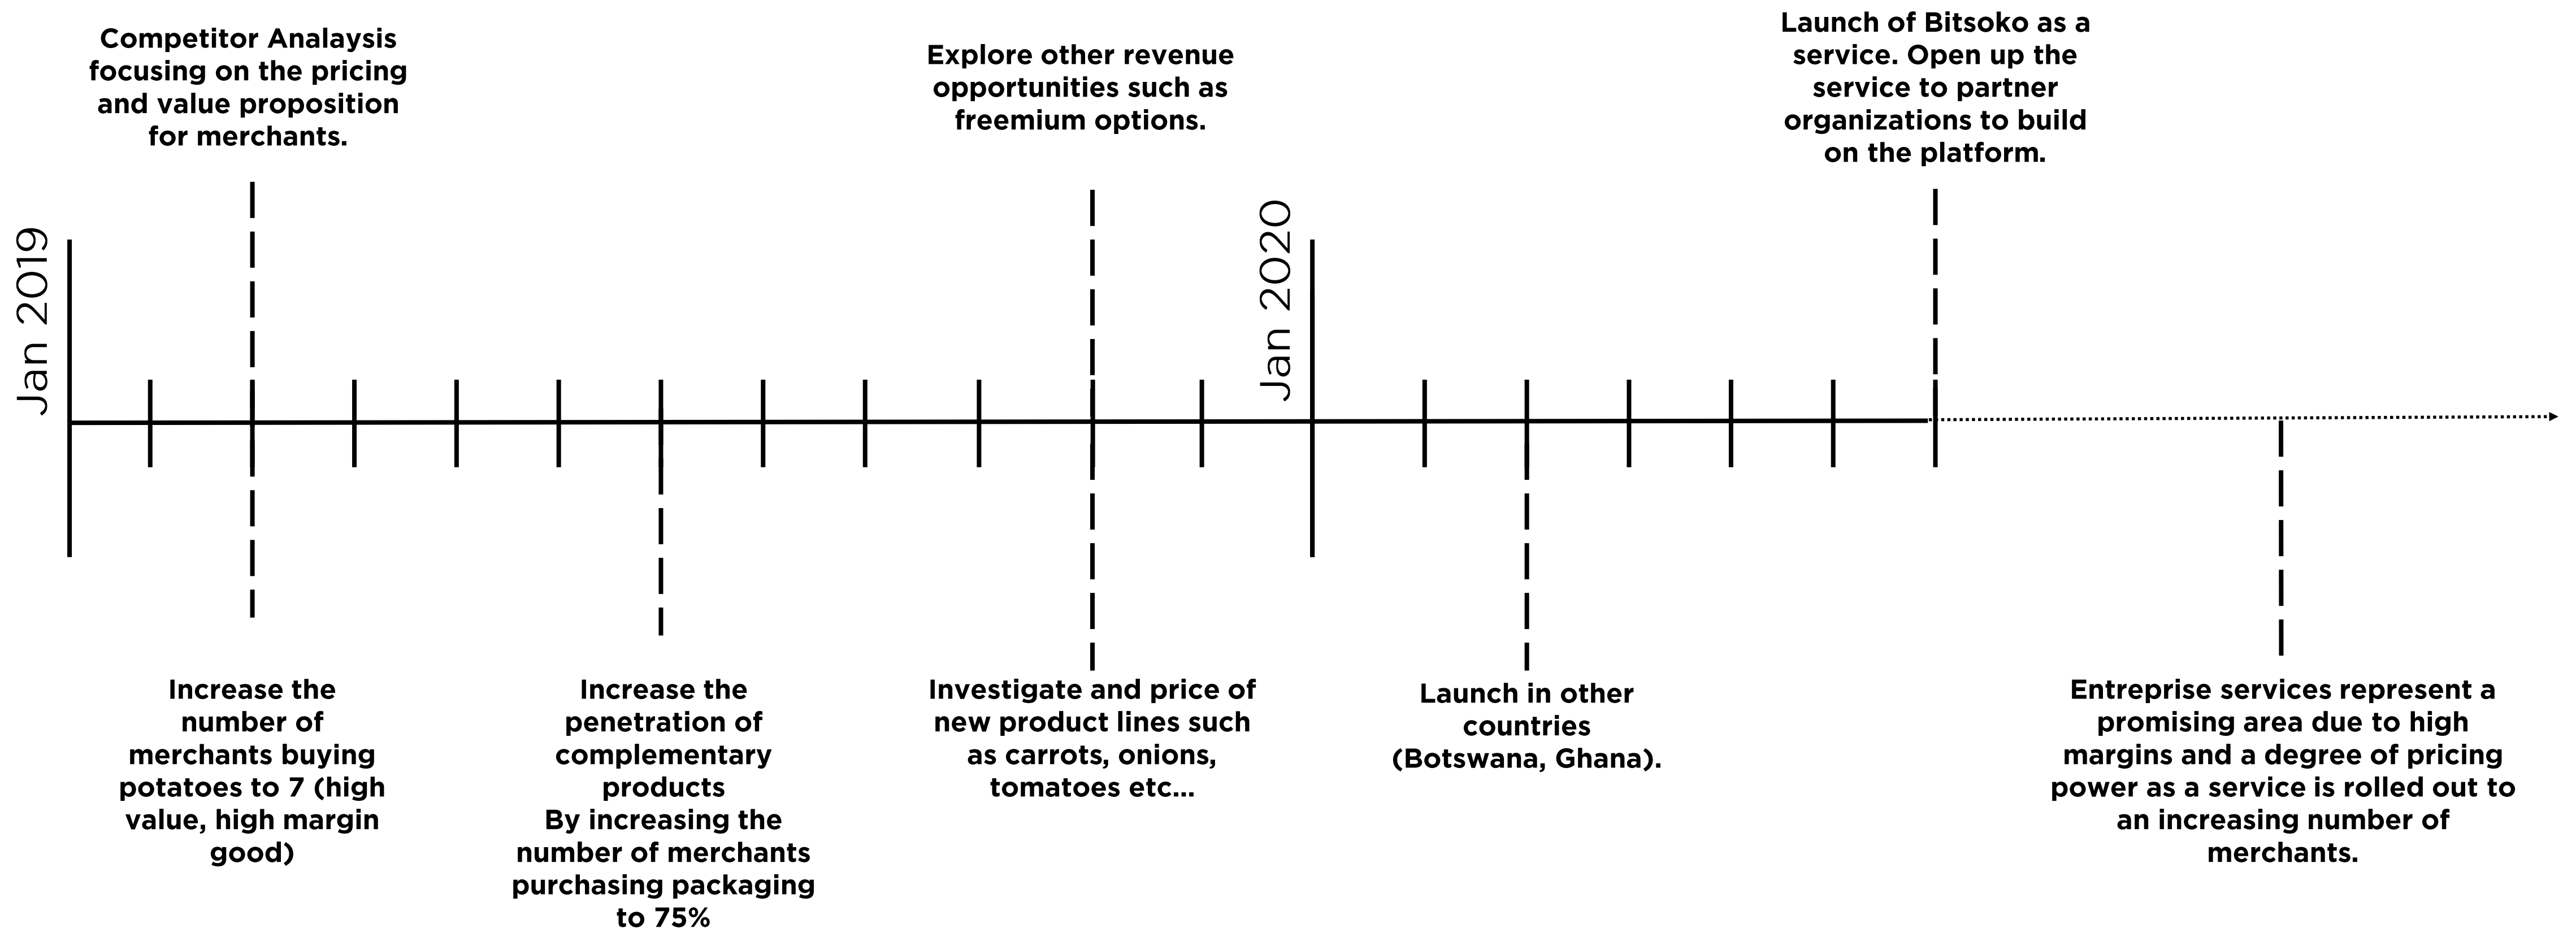 Competitor Analaysis
focusing on the pricing
and value proposition
for merchants.
Explore other revenue
opportunities such as
freemium options.
Launch of Bitsoko as a
service. Open up the
service to partner
organizations to build
on the platform.
Jan 2019
Jan 2020
Increase the
number of
merchants buying
potatoes to 7 (high
value, high margin
good)
Increase the
penetration of
complementary
products
By increasing the
number of merchants
purchasing packaging
to 75%
Investigate and price of
new product lines such
as carrots, onions,
tomatoes etc...
Launch in other
countries
(Botswana, Ghana).
Entreprise services represent a
promising area due to high
margins and a degree of pricing
power as a service is rolled out to
an increasing number of
merchants.